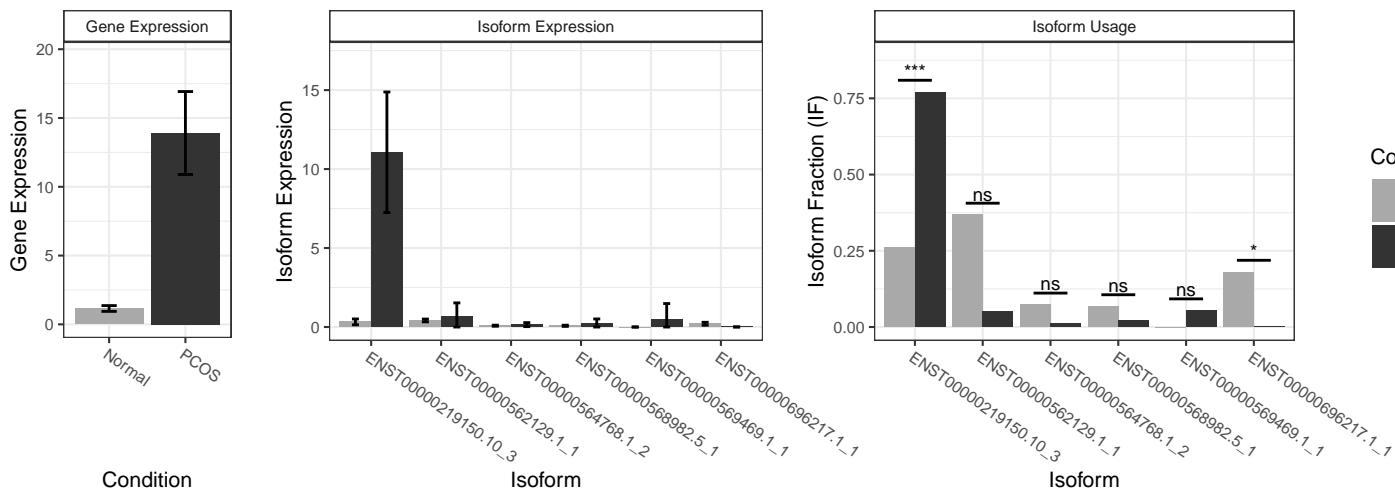 Gene Expression
Gene Expression
20
15
10
5
0
Normal
PCOS
Condition
Isoform Expression
Isoform Expression
15
10
5
0
ENST00000219150.10_3
ENST00000562129.1_1
ENST00000564768.1_2
ENST00000568982.5_1
ENST00000569469.1_1
ENST00000696217.1_1
Isoform
Isoform Usage
Isoform Fraction (IF)
0.75
0.50
0.25
0.00
***
ns
ns
ns
ns
*
ENST00000219150.10_3
ENST00000562129.1_1
ENST00000564768.1_2
ENST00000568982.5_1
ENST00000569469.1_1
ENST00000696217.1_1
Isoform